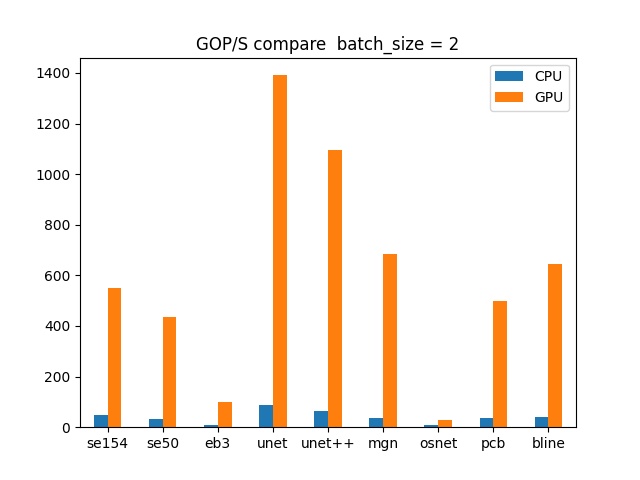 GOP/S compare  batch_size = 2
CPU
GPU
1400
1200
1000
800
600
400
200
0
se154 se50 eb3 unet unet++ mgn osnet pcb bline